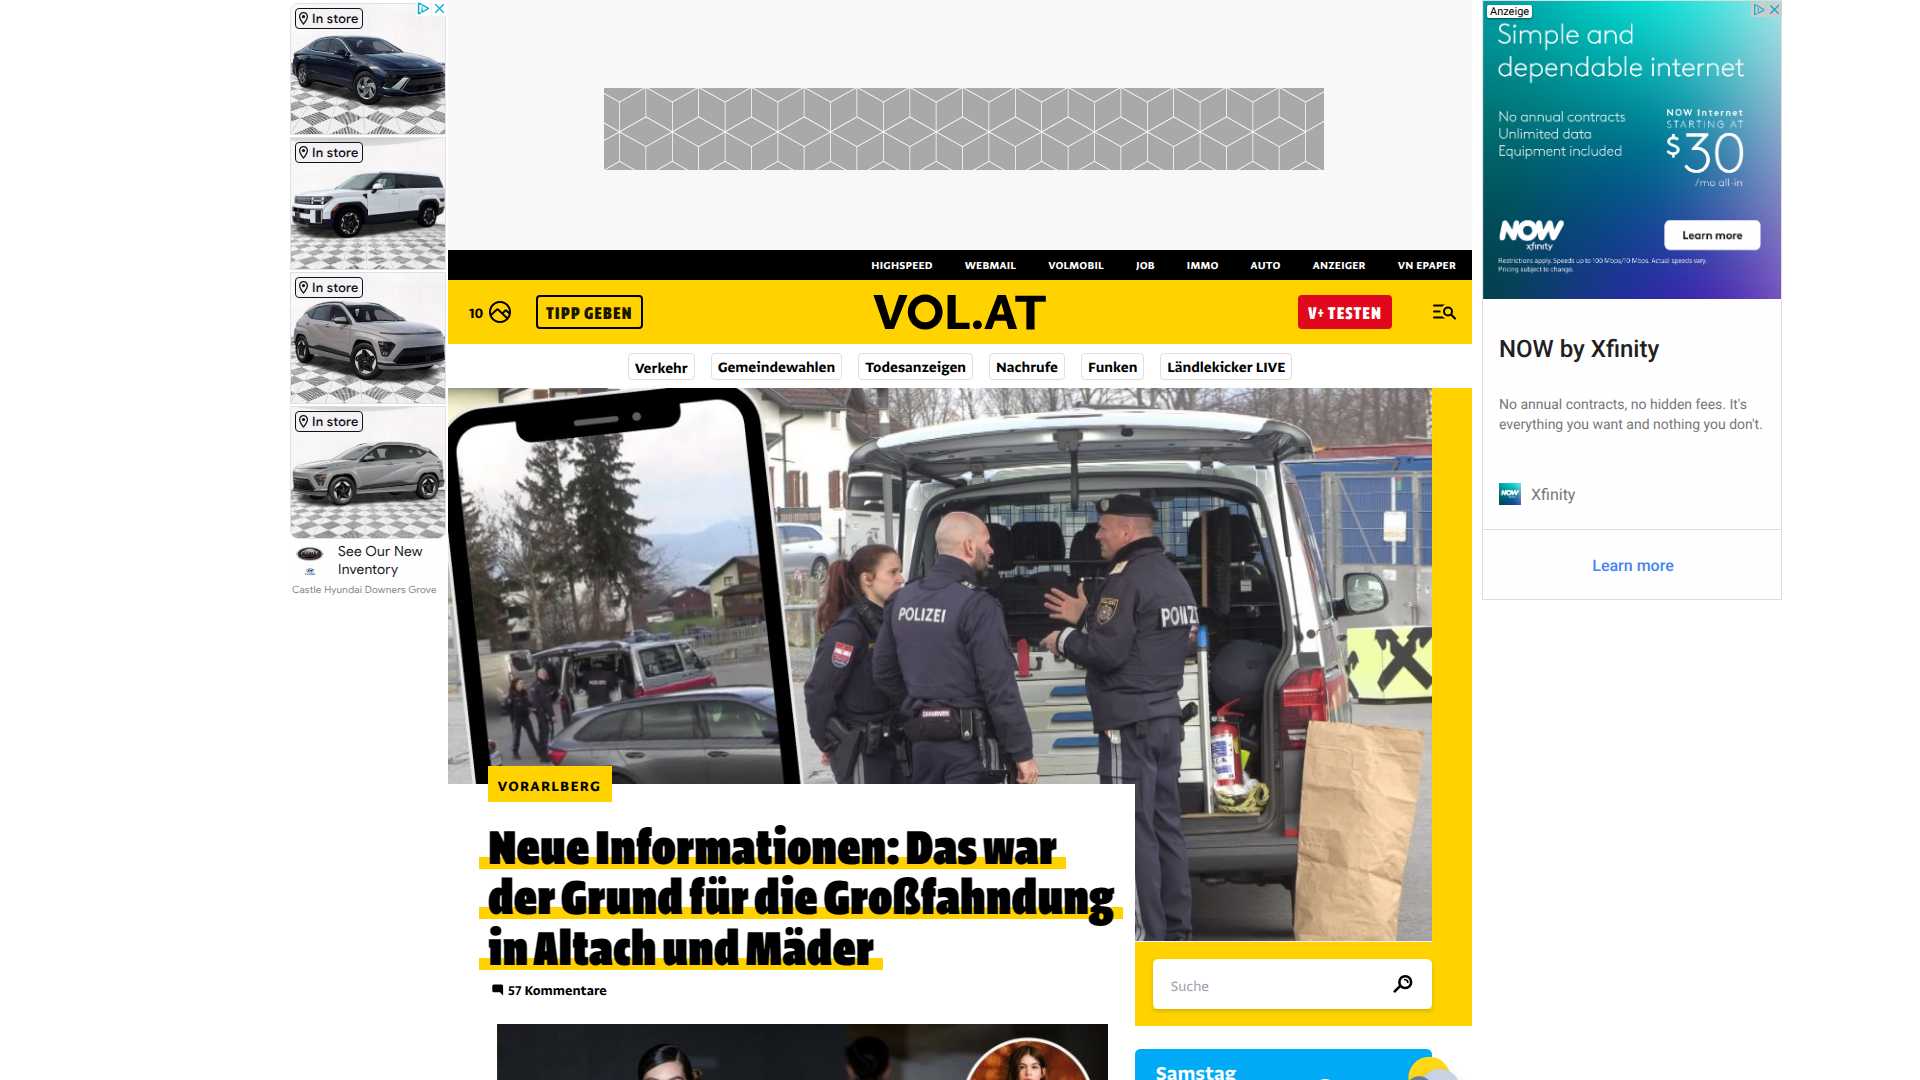 In store
In store
In store
In store
See Our New
Inventory
Castle Hyundai Downers Grove
HIGHSPEED
WEBMAIL
VOLMOBIL
JOB
IMMO
AUTO
ANZEIGER
VN EPAPER
10
TIPP GEBEN
VOL.AT
V+ TESTEN
Verkehr
Gemeindewahlen
Todesanzeigen
Nachrufe
Funken
Ländlekicker LIVE
POLIZEI
POLIZEI
VORARLBERG
Neue Informationen: Das war
der Grund für die Großfahndung
in Altach und Mäder
57 Kommentare
Suche
Samstag
Anzeige
Simple and
dependable internet
No annual contracts
Unlimited data
Equipment included
NOW Internet
STARTING AT
$30
/mo all-in
NOW
xfinity
Learn more
Restrictions apply. Speeds up to 100 Mbps/10 Mbps. Actual speeds vary.
Pricing subject to change.
NOW by Xfinity
No annual contracts, no hidden fees. It's
everything you want and nothing you don't.
NOW
Xfinity
Learn more